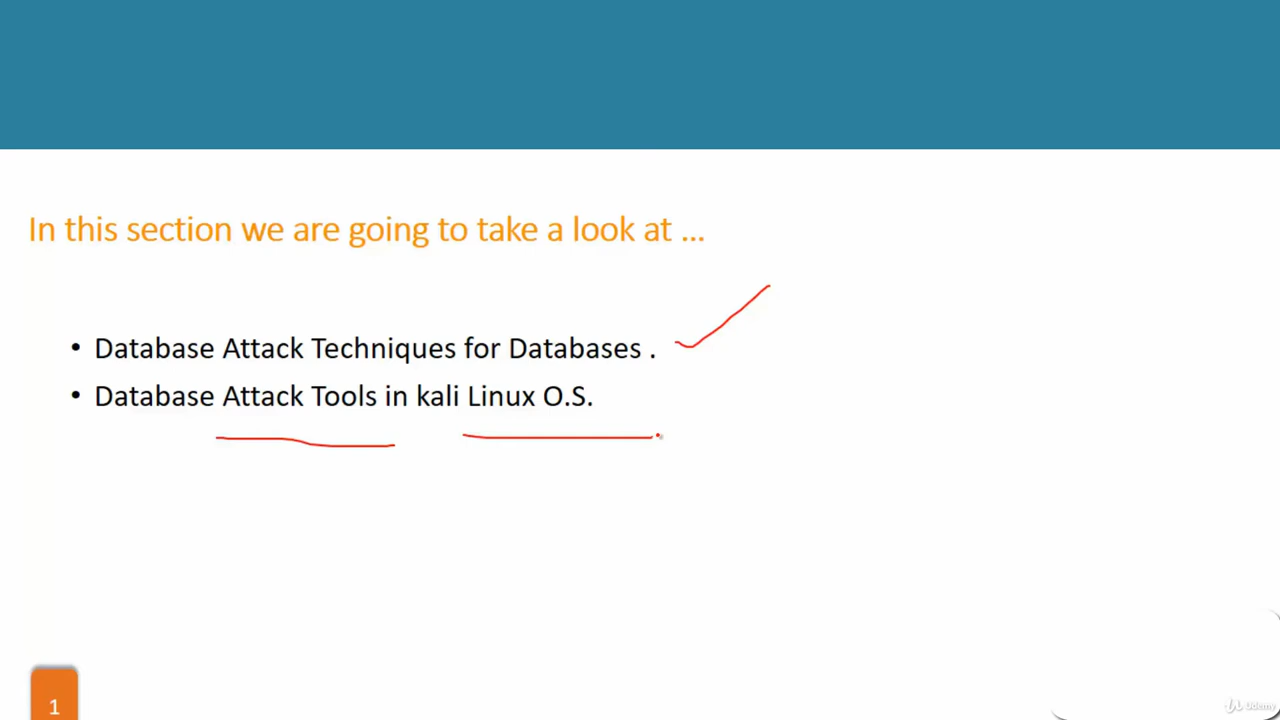 In this section we are going to take a look at ...
• Database Attack Techniques for Databases .
• Database Attack Tools in kali Linux O.S.
1
Udemy